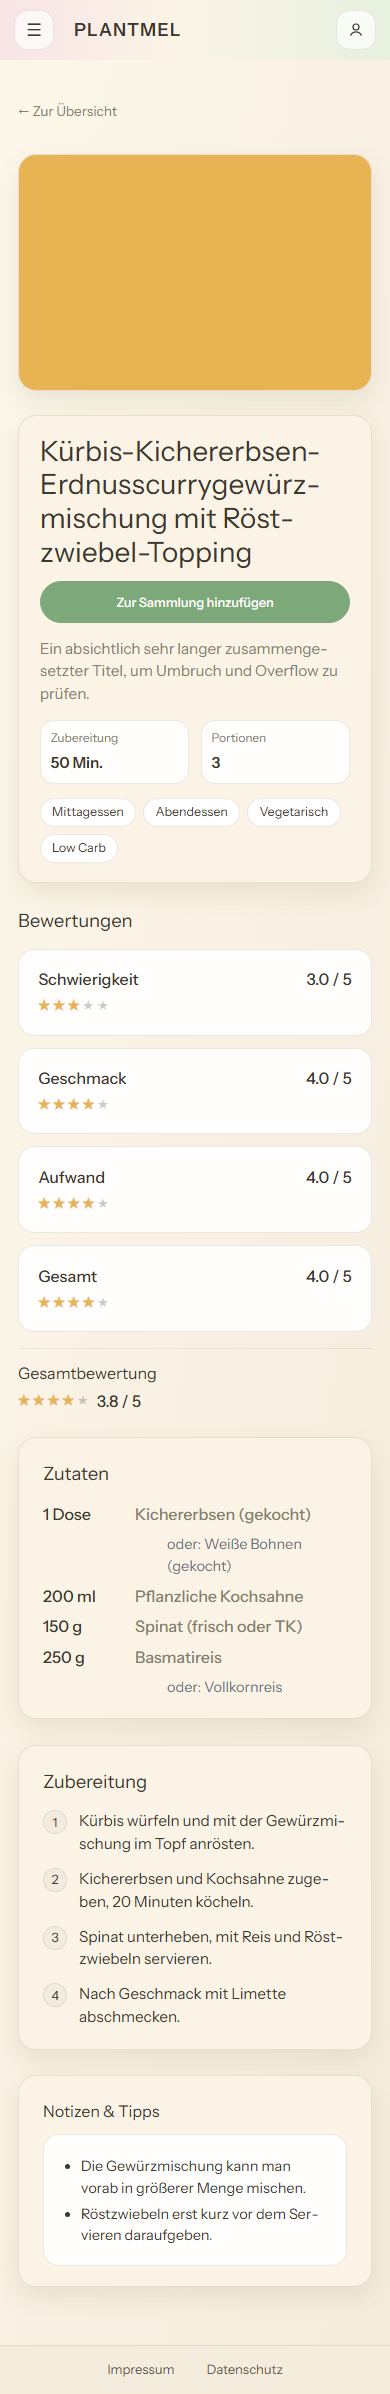 ☰ PLANTMEL
← Zur Übersicht
Kürbis-Kichererbsen-
Erdnusscurrygewürz-
mischung mit Röst-
zwiebel-Topping
Zur Sammlung hinzufügen
Ein absichtlich sehr langer zusammenge-
setzter Titel, um Umbruch und Overflow zu
prüfen.
Zubereitung
50 Min.
Portionen
3
Mittagessen Abendessen Vegetarisch
Low Carb
Bewertungen
Schwierigkeit 3.0 / 5
★★★★★
Geschmack 4.0 / 5
★★★★★
Aufwand 4.0 / 5
★★★★★
Gesamt 4.0 / 5
★★★★★
Gesamtbewertung
★★★★★ 3.8 / 5
Zutaten
1 Dose Kichererbsen (gekocht)
oder: Weiße Bohnen
(gekocht)
200 ml Pflanzliche Kochsahne
150 g Spinat (frisch oder TK)
250 g Basmatireis
oder: Vollkornreis
Zubereitung
1 Kürbis würfeln und mit der Gewürzmi-
schung im Topf anrösten.
2 Kichererbsen und Kochsahne zuge-
ben, 20 Minuten köcheln.
3 Spinat unterheben, mit Reis und Röst-
zwiebeln servieren.
4 Nach Geschmack mit Limette
abschmecken.
Notizen & Tipps
• Die Gewürzmischung kann man
vorab in größerer Menge mischen.
• Röstzwiebeln erst kurz vor dem Ser-
vieren daraufgeben.
Impressum Datenschutz